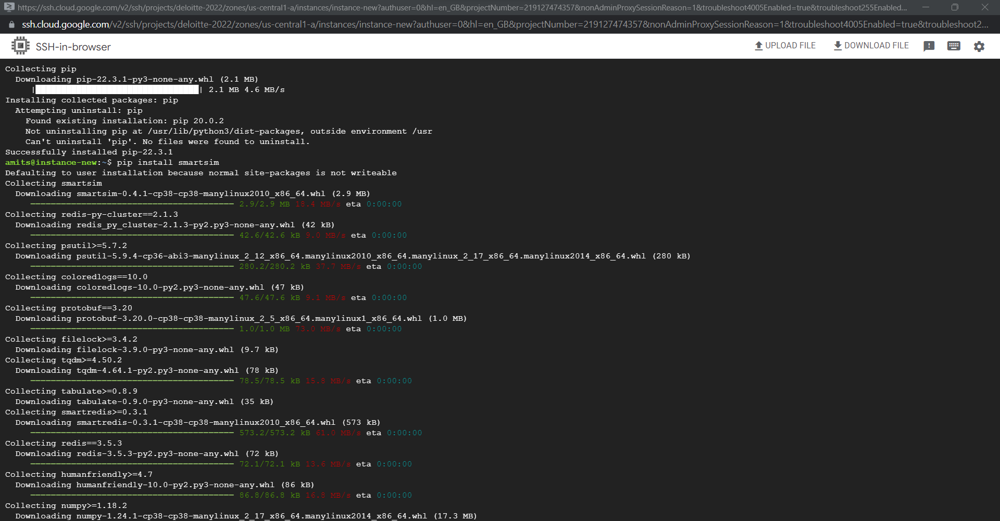 https://ssh.cloud.google.com/v2/ssh/projects/deloitte-2022/zones/us-central1-a/instances/instance-new?authuser=0&hl=en_GB&projectNumber=219127474357&nonAdminProxySessionReason=1&troubleshoot4005Enabled=true&troubleshoot255Enabled...
ssh.cloud.google.com/v2/ssh/projects/deloitte-2022/zones/us-central1-a/instances/instance-new?authuser=0&hl=en_GB&projectNumber=219127474357&nonAdminProxySessionReason=1&troubleshoot4005Enabled=true&troubleshoot2...
SSH-in-browser
UPLOAD FILE
DOWNLOAD FILE
Collecting pip
  Downloading pip-22.3.1-py3-none-any.whl (2.1 MB)
     |████████████████████████████████| 2.1 MB 4.6 MB/s
Installing collected packages: pip
  Attempting uninstall: pip
    Found existing installation: pip 20.0.2
    Not uninstalling pip at /usr/lib/python3/dist-packages, outside environment /usr
    Can't uninstall 'pip'. No files were found to uninstall.
Successfully installed pip-22.3.1
amits@instance-new:~$ pip install smartsim
Defaulting to user installation because normal site-packages is not writeable
Collecting smartsim
  Downloading smartsim-0.4.1-cp38-cp38-manylinux2010_x86_64.whl (2.9 MB)
     ━━━━━━━━━━━━━━━━━━━━━━━━━━━━━━━━━━━━━━━━ 2.9/2.9 MB 18.4 MB/s eta 0:00:00
Collecting redis-py-cluster==2.1.3
  Downloading redis_py_cluster-2.1.3-py2.py3-none-any.whl (42 kB)
     ━━━━━━━━━━━━━━━━━━━━━━━━━━━━━━━━━━━━━━━━ 42.6/42.6 kB 9.0 MB/s eta 0:00:00
Collecting psutil>=5.7.2
  Downloading psutil-5.9.4-cp36-abi3-manylinux_2_12_x86_64.manylinux2010_x86_64.manylinux_2_17_x86_64.manylinux2014_x86_64.whl (280 kB)
     ━━━━━━━━━━━━━━━━━━━━━━━━━━━━━━━━━━━━━━━━ 280.2/280.2 kB 37.7 MB/s eta 0:00:00
Collecting coloredlogs==10.0
  Downloading coloredlogs-10.0-py2.py3-none-any.whl (47 kB)
     ━━━━━━━━━━━━━━━━━━━━━━━━━━━━━━━━━━━━━━━━ 47.6/47.6 kB 9.1 MB/s eta 0:00:00
Collecting protobuf==3.20
  Downloading protobuf-3.20.0-cp38-cp38-manylinux_2_5_x86_64.manylinux1_x86_64.whl (1.0 MB)
     ━━━━━━━━━━━━━━━━━━━━━━━━━━━━━━━━━━━━━━━━ 1.0/1.0 MB 73.0 MB/s eta 0:00:00
Collecting filelock>=3.4.2
  Downloading filelock-3.9.0-py3-none-any.whl (9.7 kB)
Collecting tqdm>=4.50.2
  Downloading tqdm-4.64.1-py2.py3-none-any.whl (78 kB)
     ━━━━━━━━━━━━━━━━━━━━━━━━━━━━━━━━━━━━━━━━ 78.5/78.5 kB 15.8 MB/s eta 0:00:00
Collecting tabulate>=0.8.9
  Downloading tabulate-0.9.0-py3-none-any.whl (35 kB)
Collecting smartredis>=0.3.1
  Downloading smartredis-0.3.1-cp38-cp38-manylinux2010_x86_64.whl (573 kB)
     ━━━━━━━━━━━━━━━━━━━━━━━━━━━━━━━━━━━━━━━━ 573.2/573.2 kB 61.0 MB/s eta 0:00:00
Collecting redis==3.5.3
  Downloading redis-3.5.3-py2.py3-none-any.whl (72 kB)
     ━━━━━━━━━━━━━━━━━━━━━━━━━━━━━━━━━━━━━━━━ 72.1/72.1 kB 13.6 MB/s eta 0:00:00
Collecting humanfriendly>=4.7
  Downloading humanfriendly-10.0-py2.py3-none-any.whl (86 kB)
     ━━━━━━━━━━━━━━━━━━━━━━━━━━━━━━━━━━━━━━━━ 86.8/86.8 kB 16.8 MB/s eta 0:00:00
Collecting numpy>=1.18.2
  Downloading numpy-1.24.1-cp38-cp38-manylinux_2_17_x86_64.manylinux2014_x86_64.whl (17.3 MB)